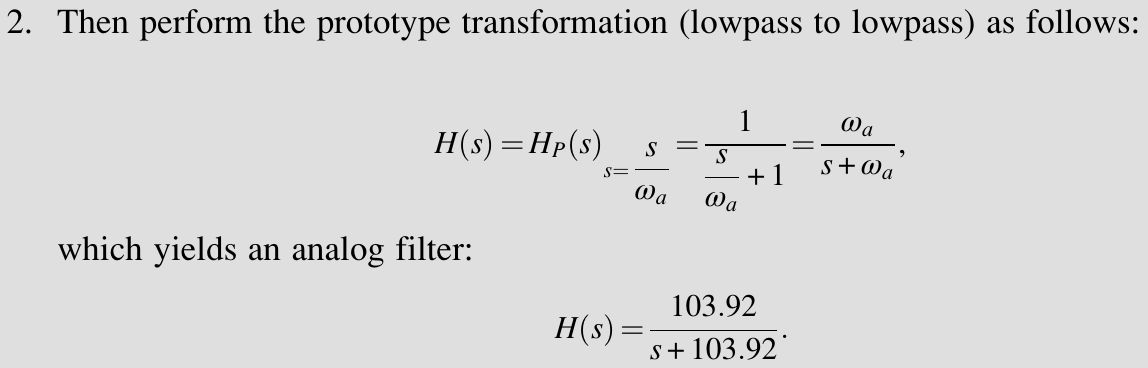 2. Then perform the prototype transformation (lowpass to lowpass) as follows:
$H(s) = H_P(s)_{s=\frac{s}{\omega_a}} = \frac{1}{\frac{s}{\omega_a}+1} = \frac{\omega_a}{s+\omega_a},$
which yields an analog filter:
$H(s) = \frac{103.92}{s+103.92}.$